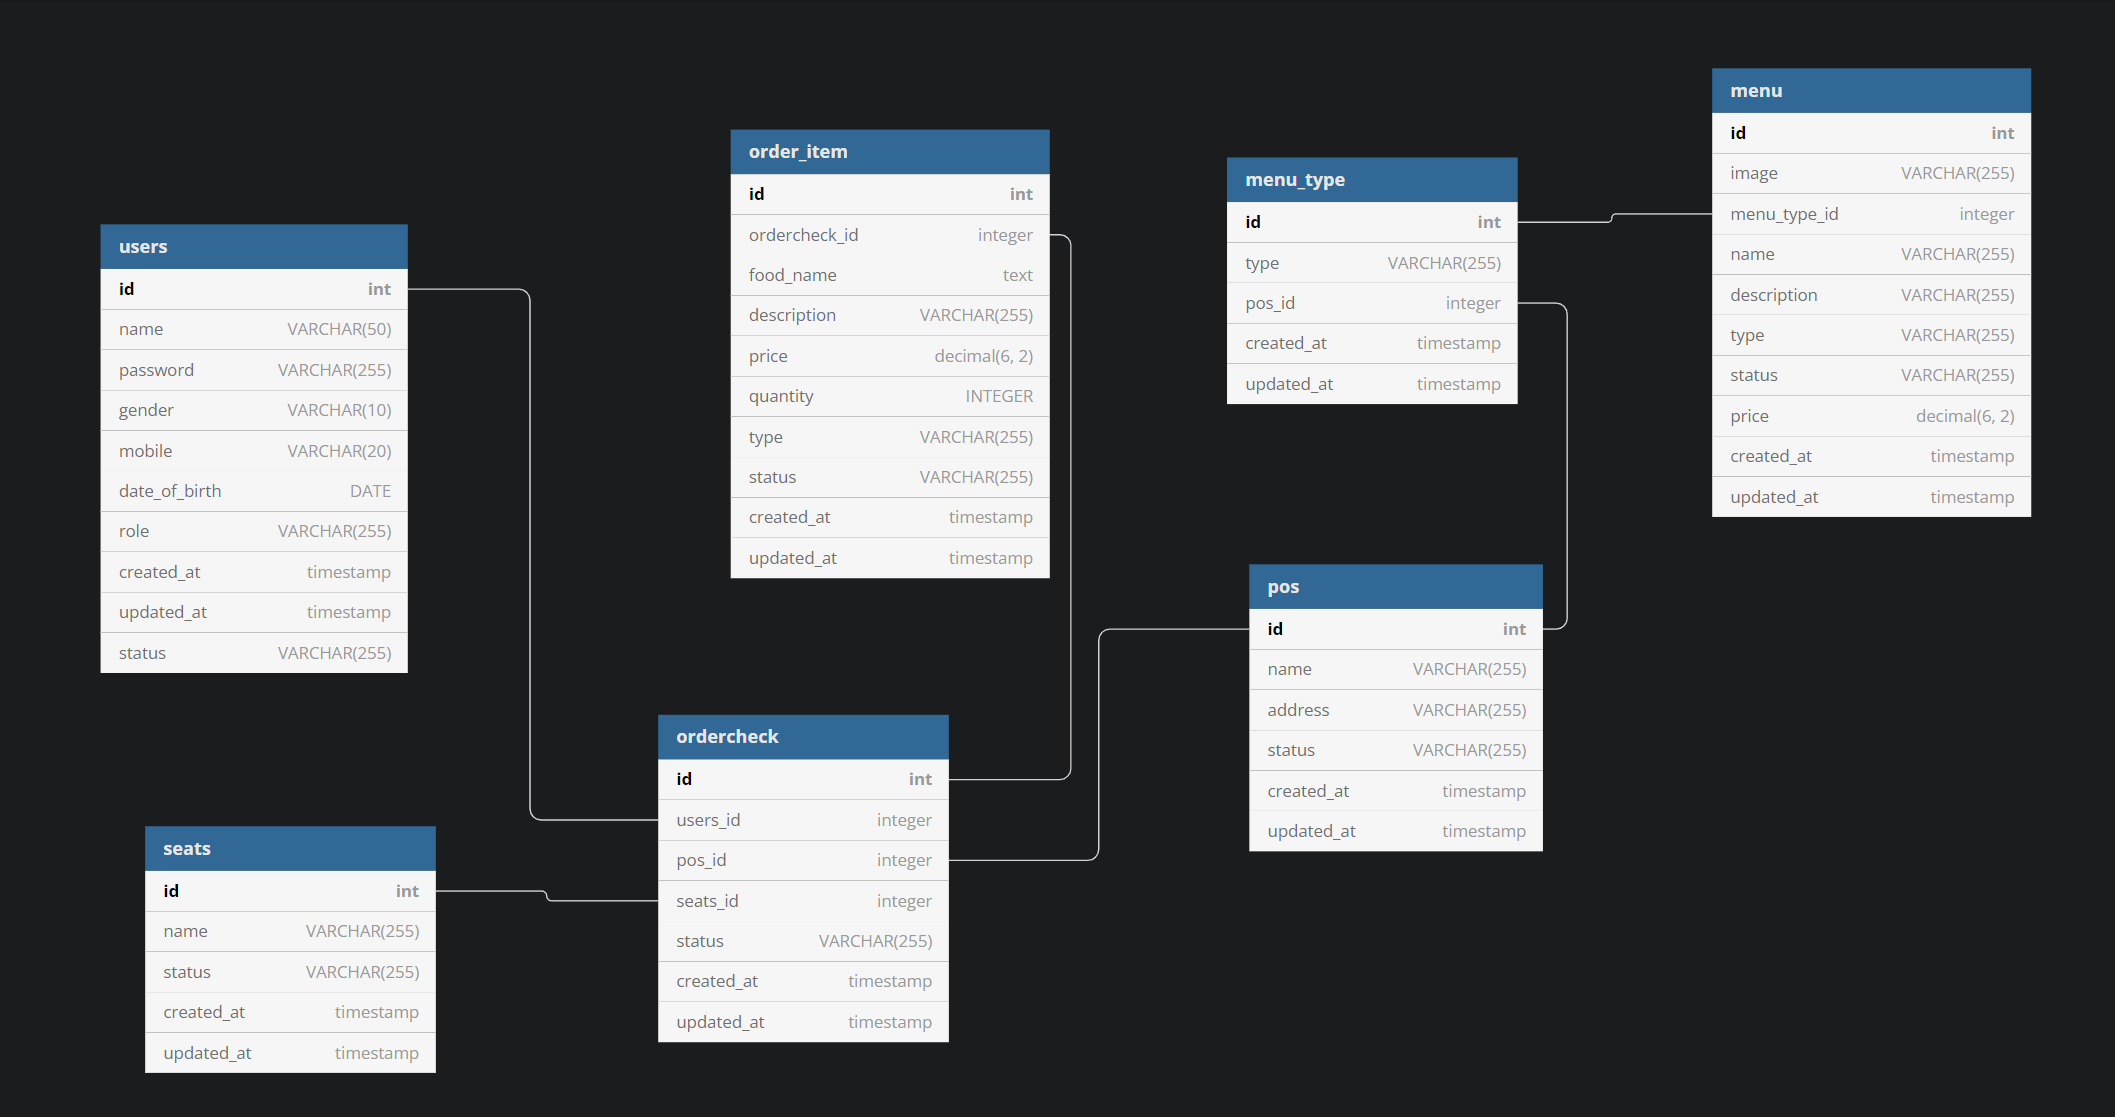 users
id int
name VARCHAR(50)
password VARCHAR(255)
gender VARCHAR(10)
mobile VARCHAR(20)
date_of_birth DATE
role VARCHAR(255)
created_at timestamp
updated_at timestamp
status VARCHAR(255)
seats
id int
name VARCHAR(255)
status VARCHAR(255)
created_at timestamp
updated_at timestamp
order_item
id int
ordercheck_id integer
food_name text
description VARCHAR(255)
price decimal(6, 2)
quantity INTEGER
type VARCHAR(255)
status VARCHAR(255)
created_at timestamp
updated_at timestamp
ordercheck
id int
users_id integer
pos_id integer
seats_id integer
status VARCHAR(255)
created_at timestamp
updated_at timestamp
menu_type
id int
type VARCHAR(255)
pos_id integer
created_at timestamp
updated_at timestamp
pos
id int
name VARCHAR(255)
address VARCHAR(255)
status VARCHAR(255)
created_at timestamp
updated_at timestamp
menu
id int
image VARCHAR(255)
menu_type_id integer
name VARCHAR(255)
description VARCHAR(255)
type VARCHAR(255)
status VARCHAR(255)
price decimal(6, 2)
created_at timestamp
updated_at timestamp